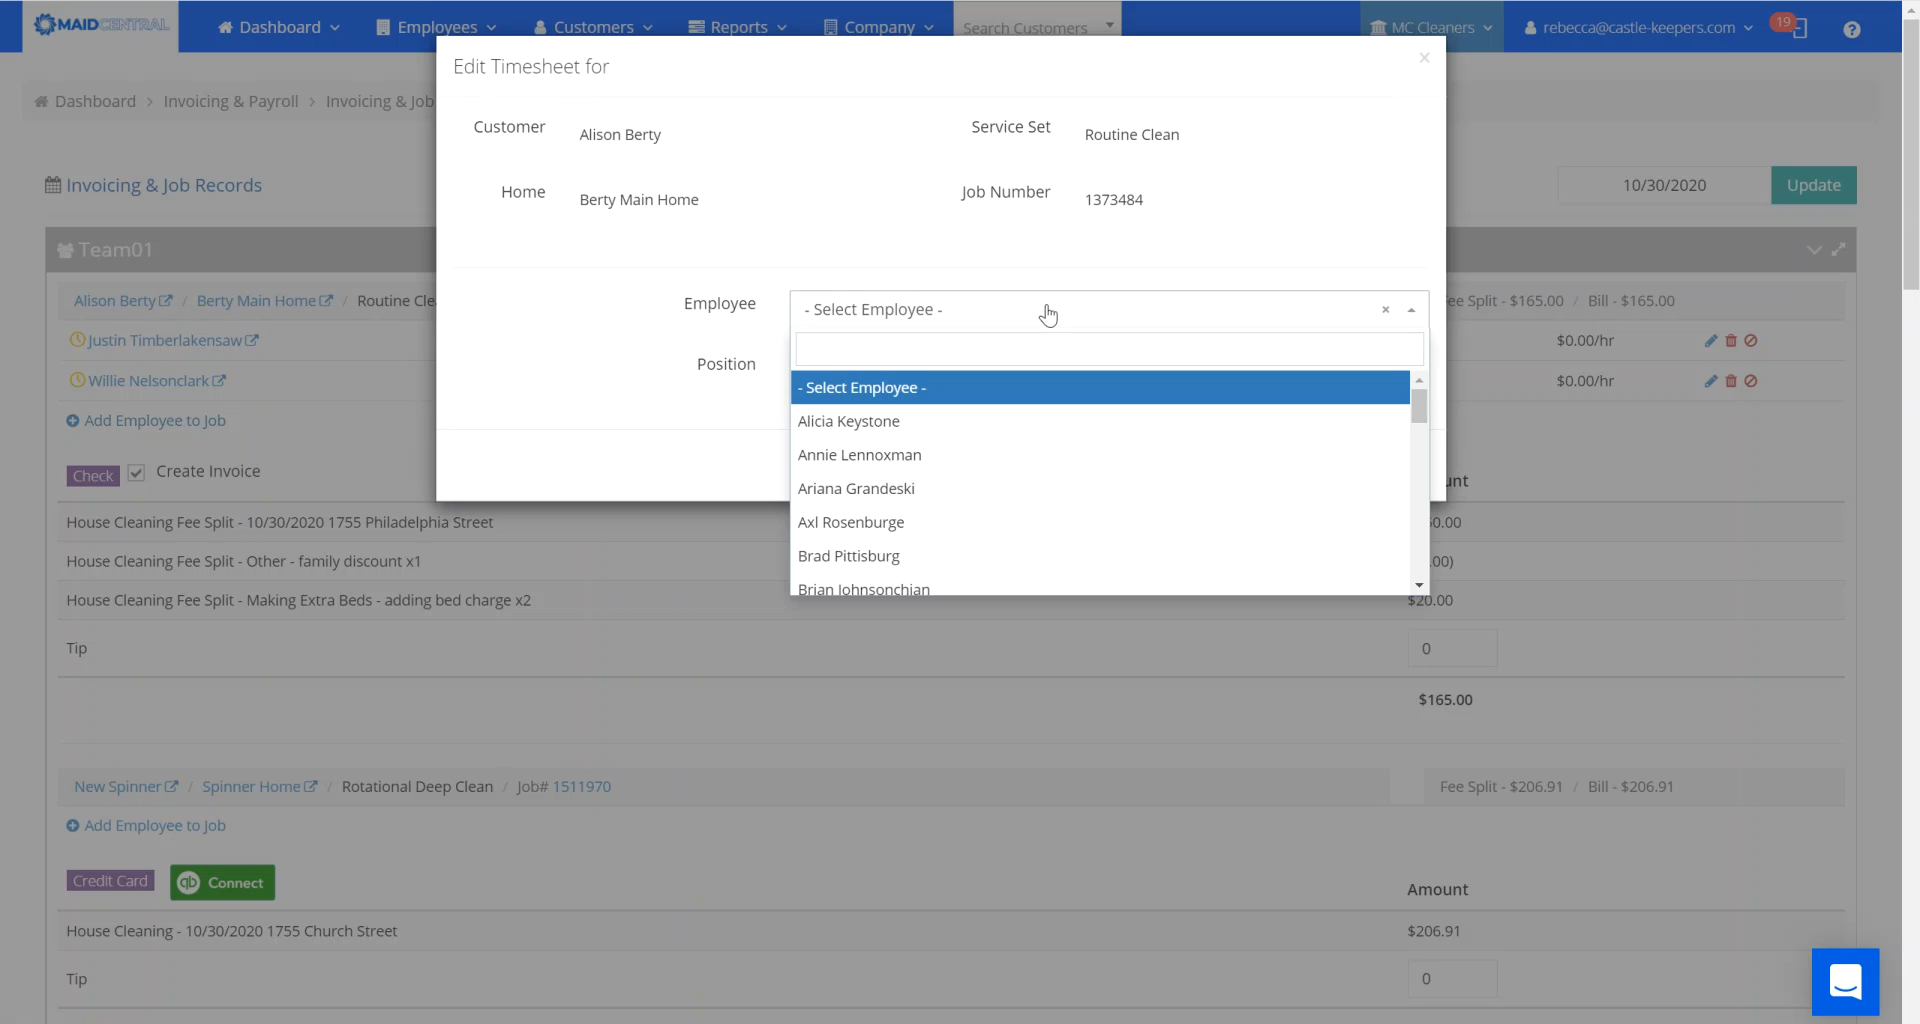 MAIDCENTRAL Dashboard Employees Customers Reports Company Search Customers MC Cleaners rebecca@castle-keepers.com 19
Edit Timesheet for ×
Dashboard > Invoicing & Payroll > Invoicing & Job
Customer Alison Berty Service Set Routine Clean
Home Berty Main Home Job Number 1373484
Invoicing & Job Records 10/30/2020 Update
Team01
Alison Berty / Berty Main Home / Routine Cle ee Split - $165.00 / Bill - $165.00
Employee - Select Employee - ×
Justin Timberlakensaw $0.00/hr
Position
Willie Nelsonclark $0.00/hr
- Select Employee -
Add Employee to Job
Alicia Keystone
Annie Lennoxman
Check Create Invoice
Ariana Grandeski
unt
House Cleaning Fee Split - 10/30/2020 1755 Philadelphia Street
Axl Rosenburge
0.00
House Cleaning Fee Split - Other - family discount x1
Brad Pittisburg
.00)
House Cleaning Fee Split - Making Extra Beds - adding bed charge x2
Brian Johnsonchian
$20.00
Tip 0
$165.00
New Spinner / Spinner Home / Rotational Deep Clean / Job# 1511970 Fee Split - $206.91 / Bill - $206.91
Add Employee to Job
Credit Card qb Connect Amount
House Cleaning - 10/30/2020 1755 Church Street $206.91
Tip 0